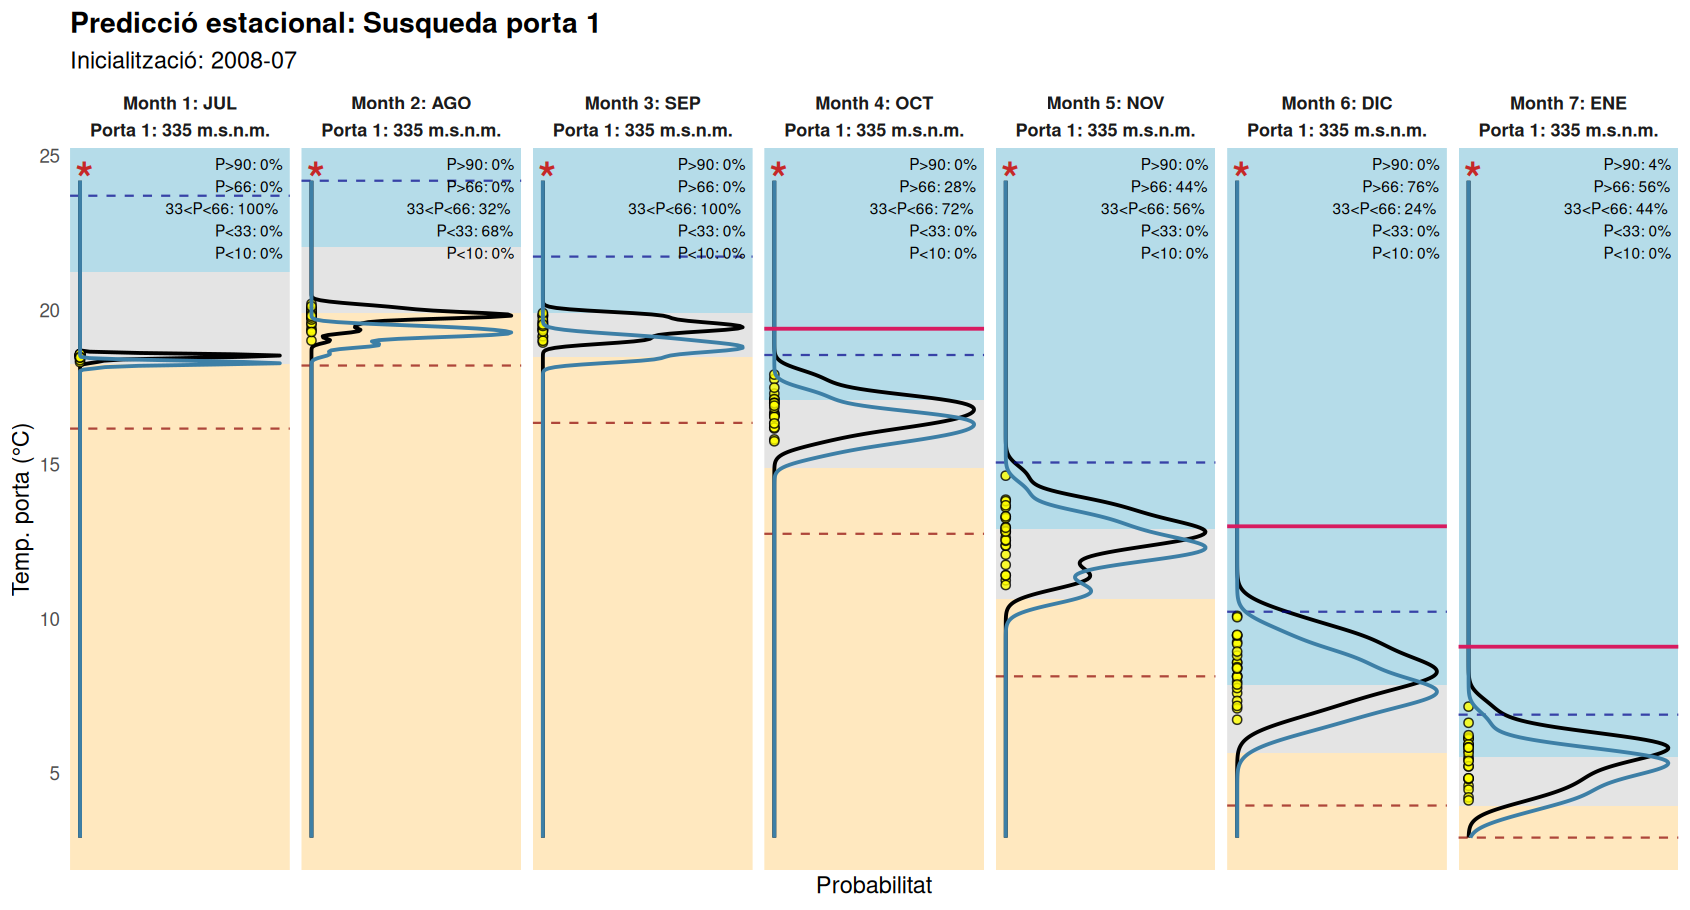 Predicció estacional: Susqueda porta 1
Inicialització: 2008-07
Month 1: JUL
Porta 1: 335 m.s.n.m.
Month 2: AGO
Porta 1: 335 m.s.n.m.
Month 3: SEP
Porta 1: 335 m.s.n.m.
Month 4: OCT
Porta 1: 335 m.s.n.m.
Month 5: NOV
Porta 1: 335 m.s.n.m.
Month 6: DIC
Porta 1: 335 m.s.n.m.
Month 7: ENE
Porta 1: 335 m.s.n.m.
Temp. porta (°C)
25
20
15
10
5
*
P>90: 0%
P>66: 0%
33<P<66: 100%
P<33: 0%
P<10: 0%
*
P>90: 0%
P>66: 0%
33<P<66: 32%
P<33: 68%
P<10: 0%
*
P>90: 0%
P>66: 0%
33<P<66: 100%
P<33: 0%
P<10: 0%
*
P>90: 0%
P>66: 28%
33<P<66: 72%
P<33: 0%
P<10: 0%
*
P>90: 0%
P>66: 44%
33<P<66: 56%
P<33: 0%
P<10: 0%
*
P>90: 0%
P>66: 76%
33<P<66: 24%
P<33: 0%
P<10: 0%
*
P>90: 4%
P>66: 56%
33<P<66: 44%
P<33: 0%
P<10: 0%
Probabilitat